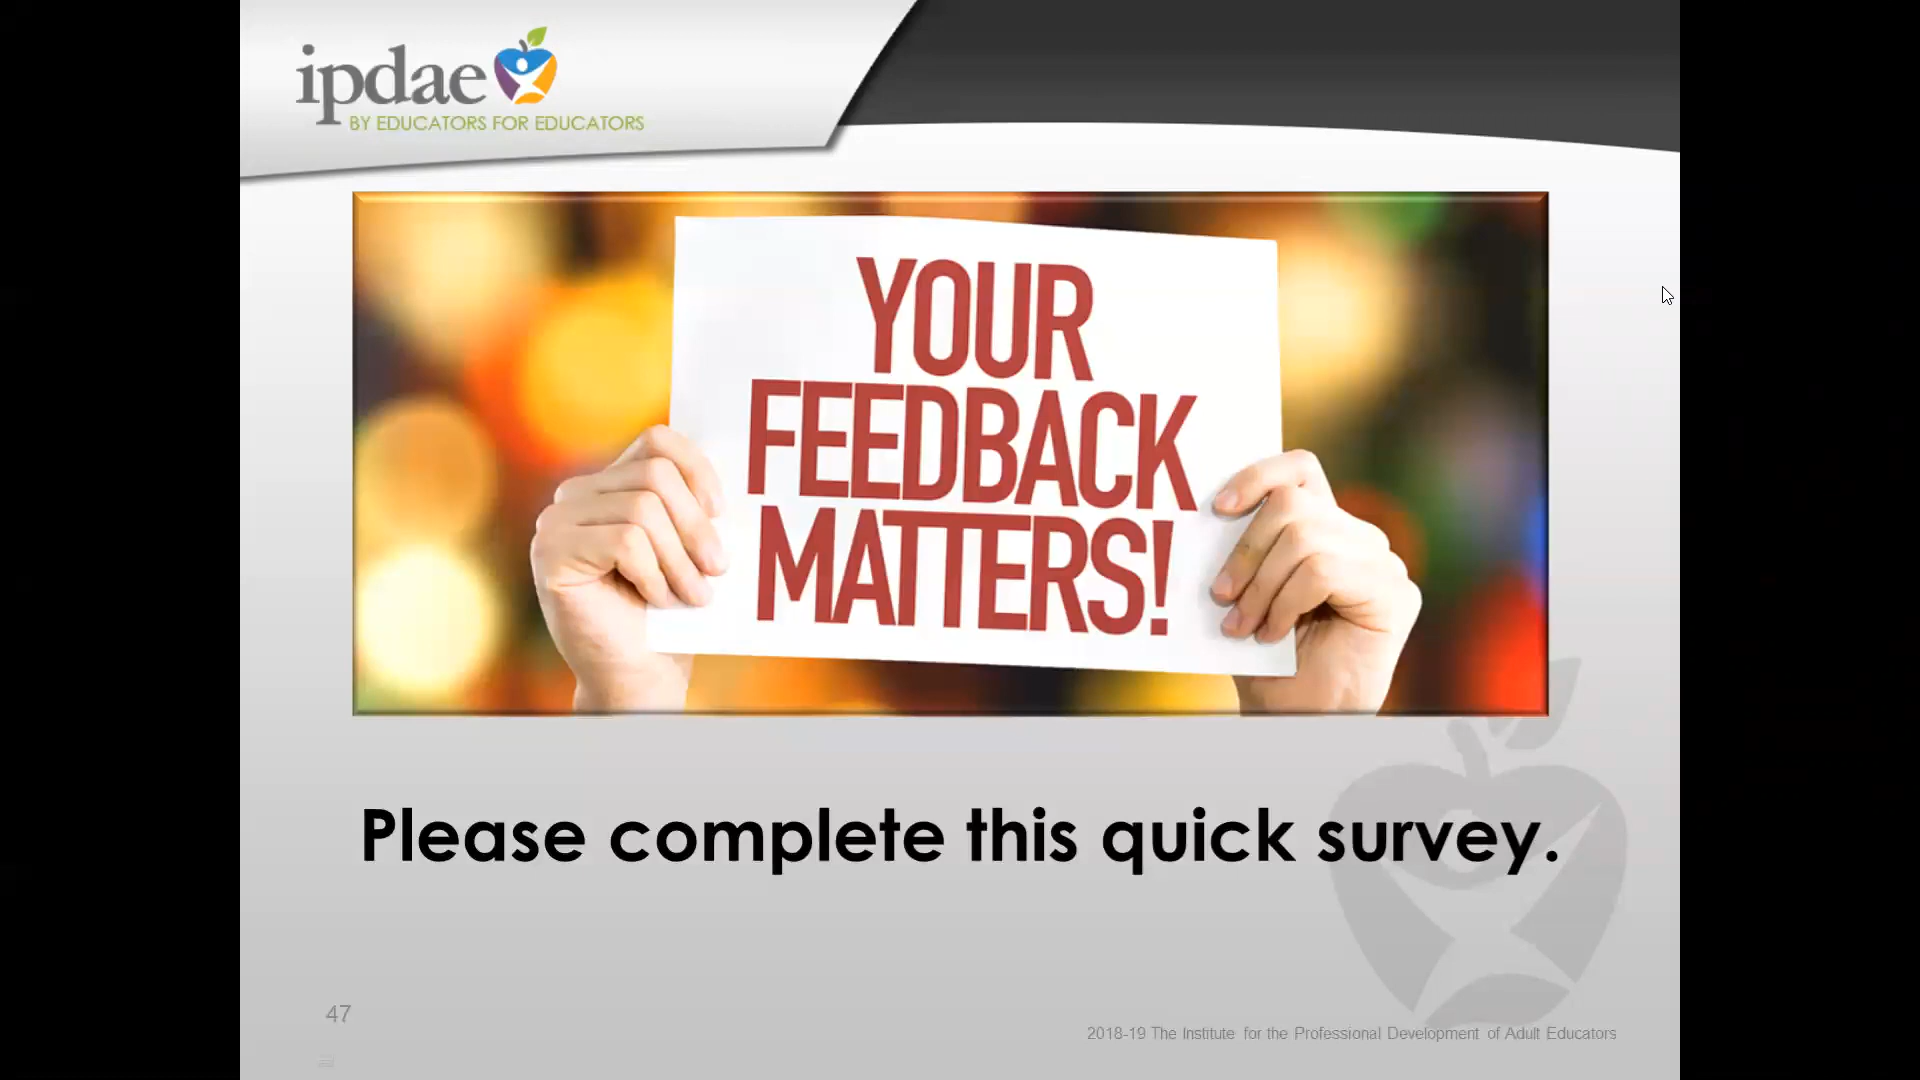 ipdae
BY EDUCATORS FOR EDUCATORS
YOUR
FEEDBACK
MATTERS!
Please complete this quick survey.
47
2018-19 The Institute for the Professional Development of Adult Educators